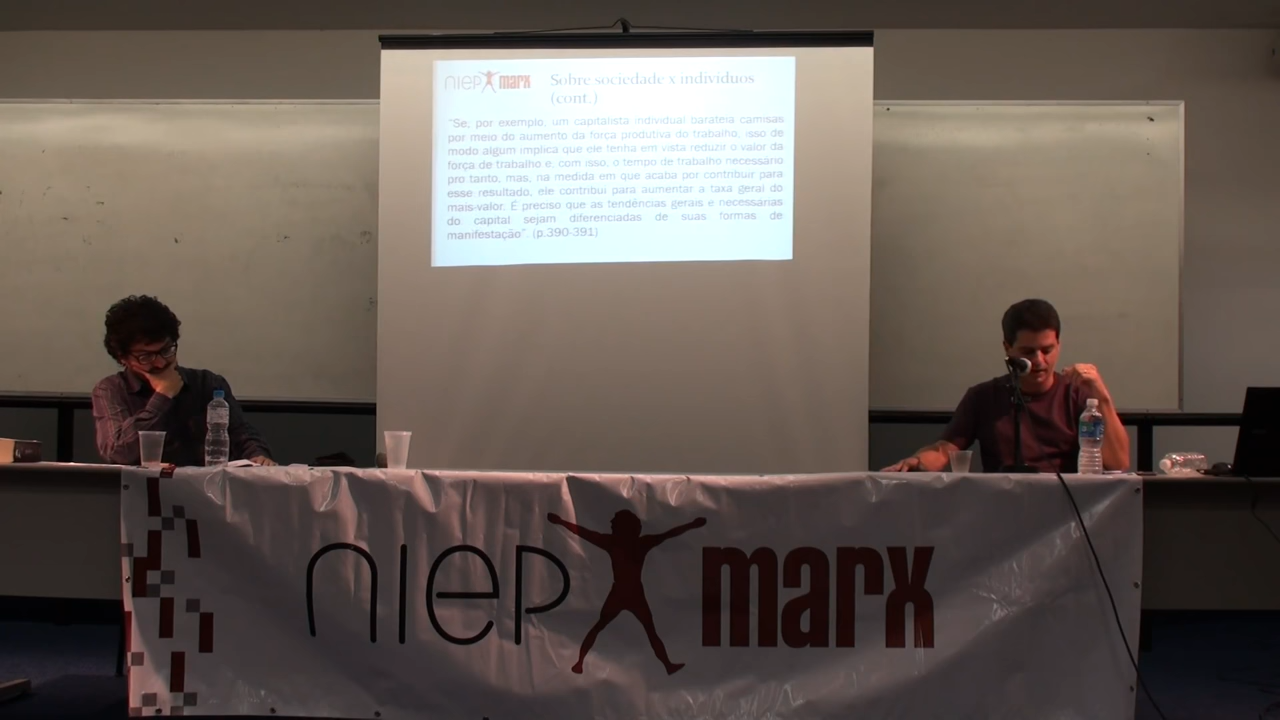 niep marx
Sobre sociedade x indivíduos
(cont.)
"Se, por exemplo, um capitalista individual barateia camisas
por meio do aumento da força produtiva do trabalho, isso de
modo algum implica que ele tenha em vista reduzir o valor da
força de trabalho e, com isso, o tempo de trabalho necessário
pro tanto, mas, na medida em que acaba por contribuir para
esse resultado, ele contribui para aumentar a taxa geral do
mais-valor. É preciso que as tendências gerais e necessárias
do capital sejam diferenciadas de suas formas de
manifestação". (p.390-391)
niep marx